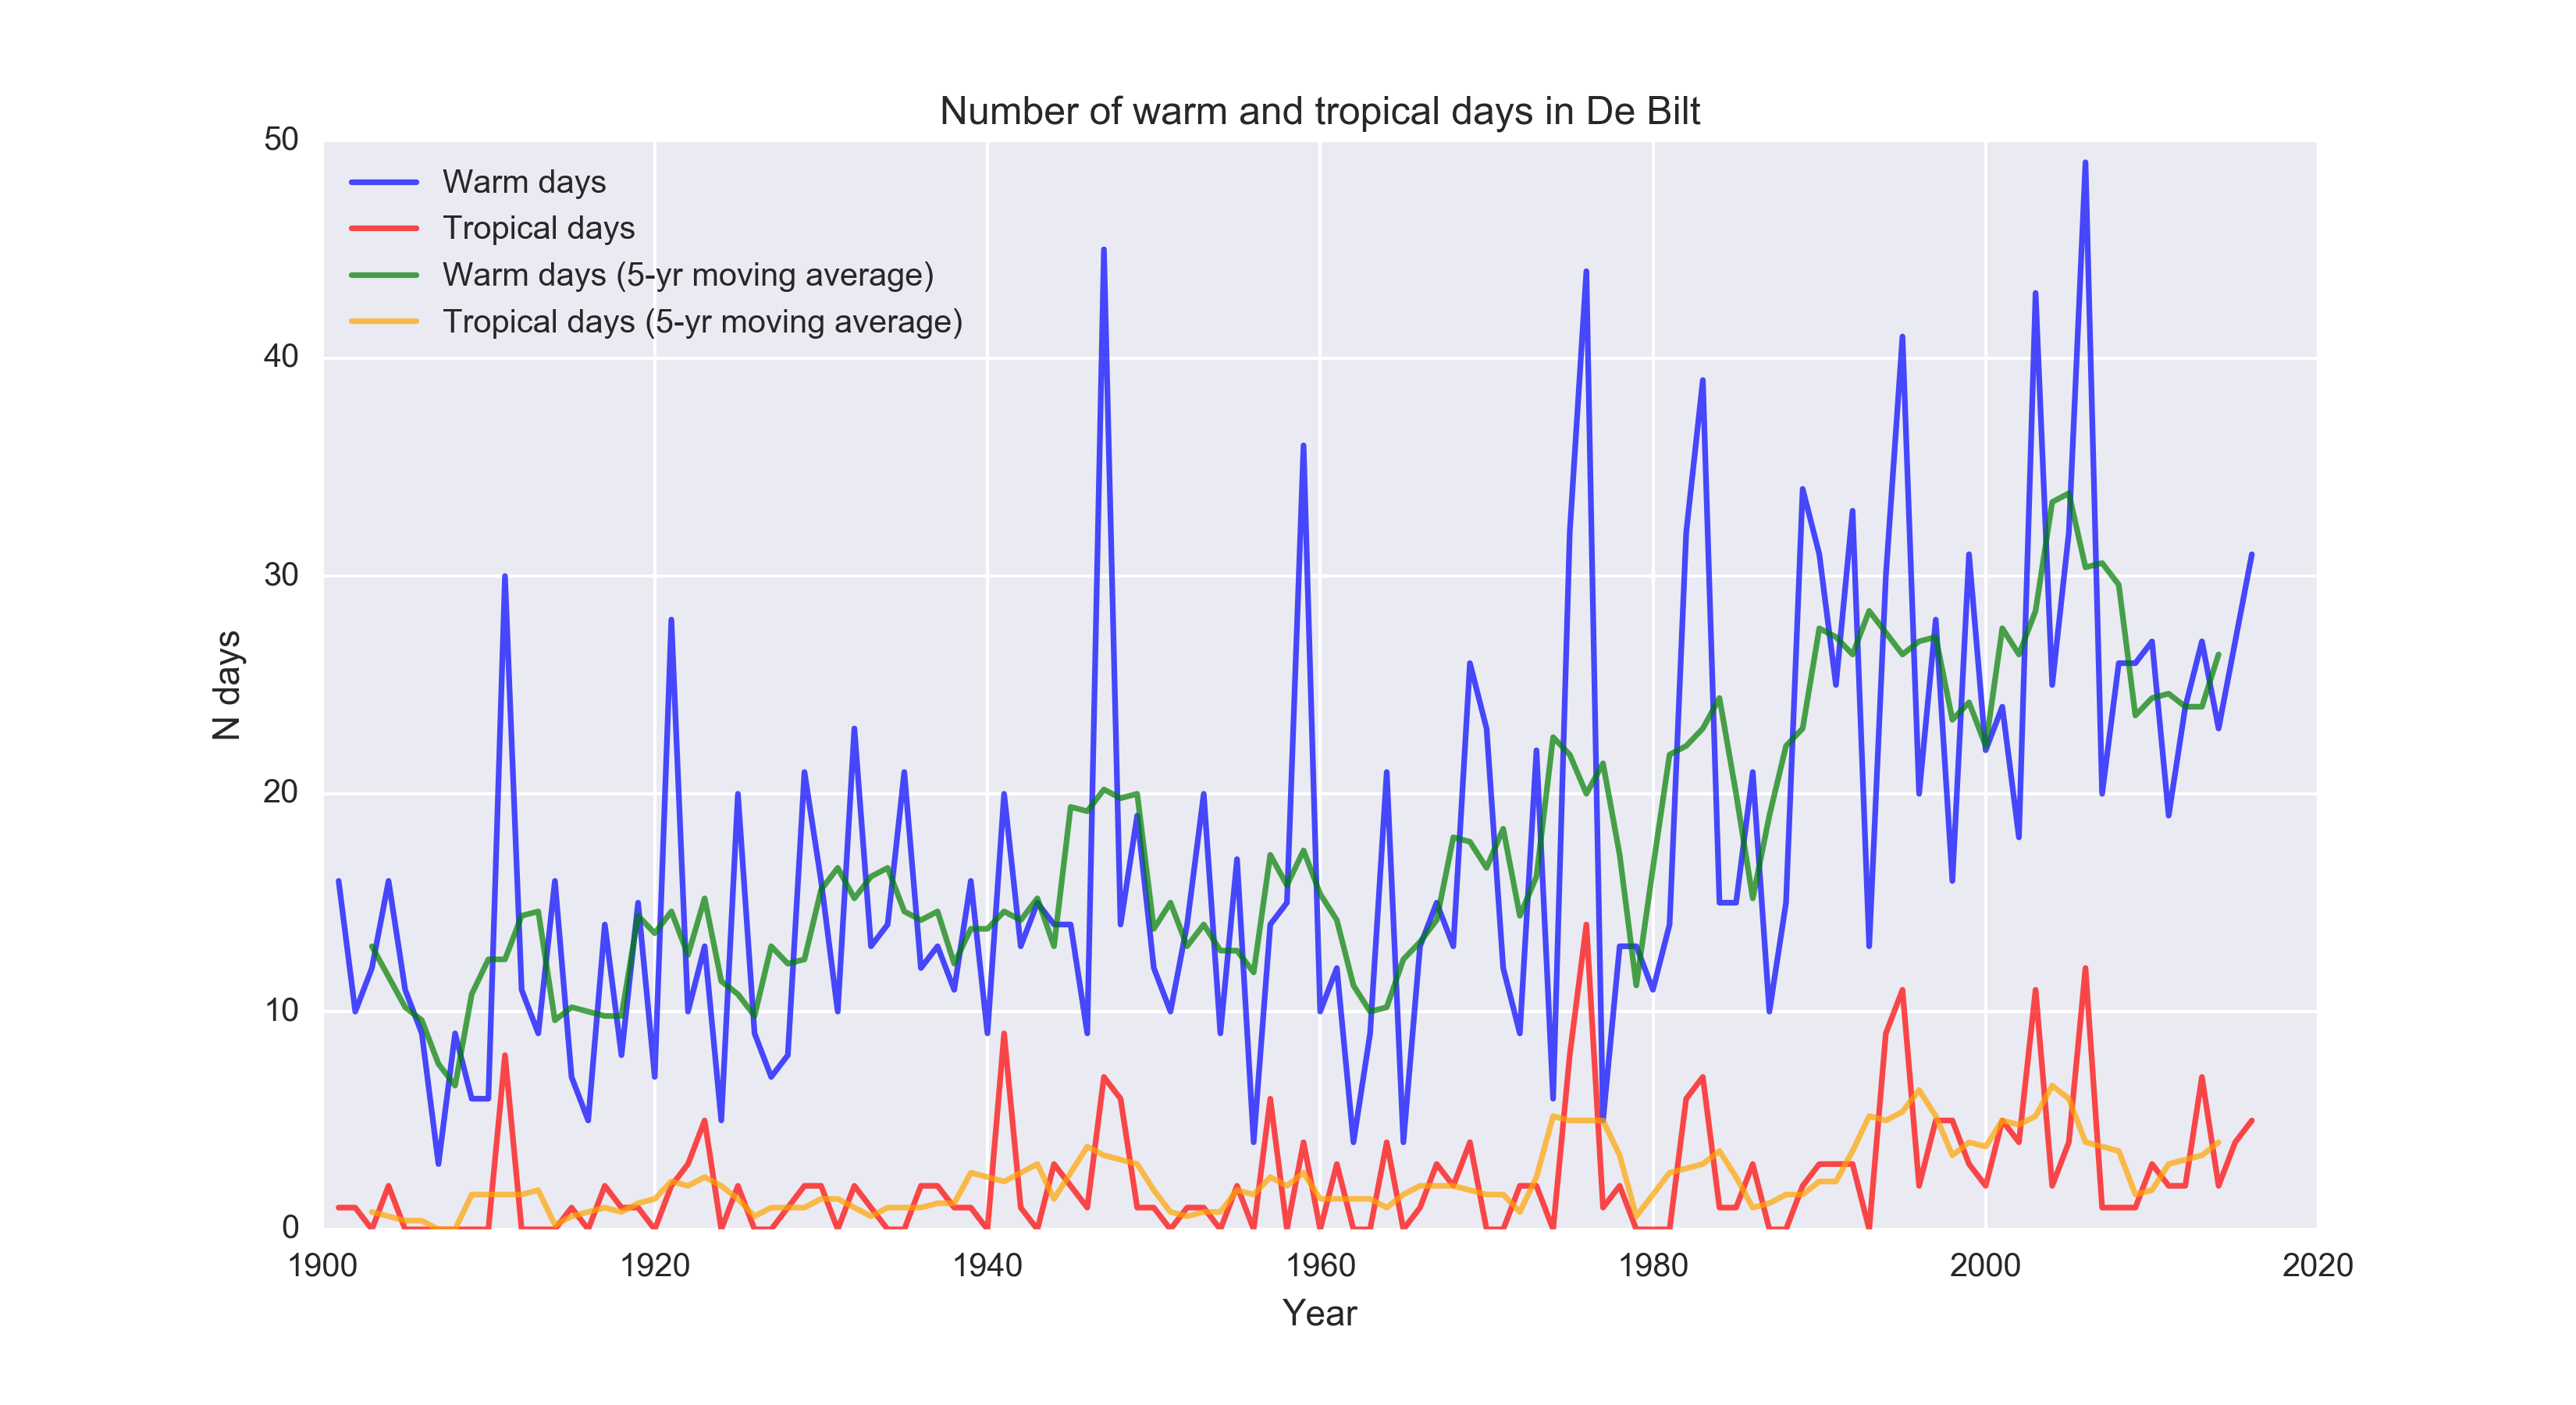 Number of warm and tropical days in De Bilt
50
40
30
20
10
0
N days
Warm days
Tropical days
Warm days (5-yr moving average)
Tropical days (5-yr moving average)
1900 1920 1940 1960 1980 2000 2020
Year